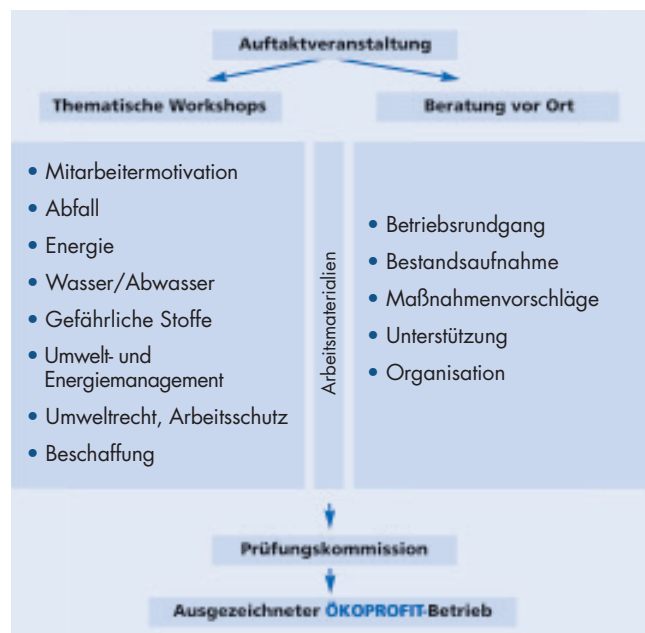 Auftaktveranstaltung
Thematische Workshops
Beratung vor Ort
• Mitarbeitermotivation
• Abfall
• Energie
• Wasser/Abwasser
• Gefährliche Stoffe
• Umwelt- und
Energiemanagement
• Umweltrecht, Arbeitsschutz
• Beschaffung
Arbeitsmaterialien
• Betriebsrundgang
• Bestandsaufnahme
• Maßnahmenvorschläge
• Unterstützung
• Organisation
Prüfungskommission
Ausgezeichneter ÖKOPROFIT-Betrieb